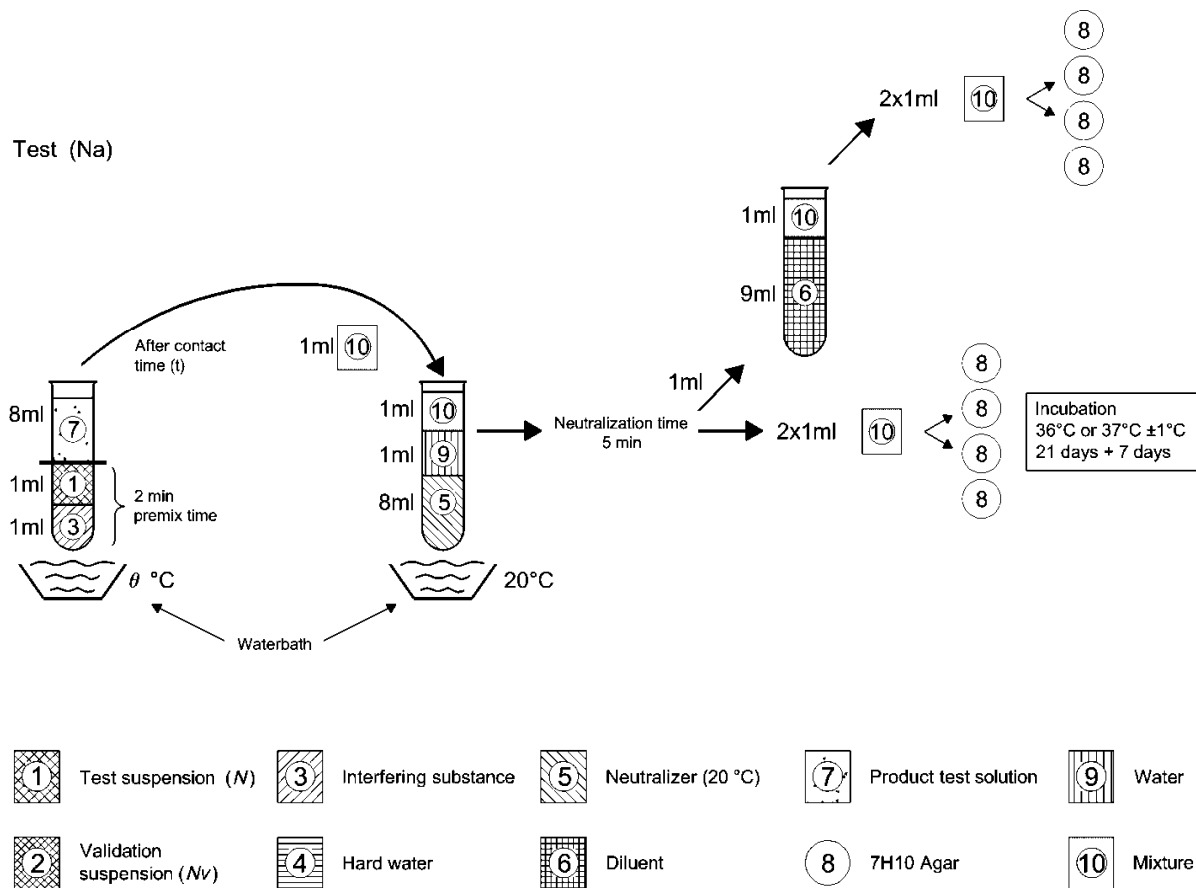 8
8
2x1ml 10
8
8
Test (Na)
1ml 10
9ml 6
After contact
time (t)
1ml 10
8ml 7
1ml 1
1ml 3
2 min
premix time
θ °C
1ml 10
1ml 9
8ml 5
20°C
Waterbath
Neutralization time
5 min
1ml
2x1ml 10
8
8
8
8
Incubation
36°C or 37°C ±1°C
21 days + 7 days
1 Test suspension (N)
3 Interfering substance
5 Neutralizer (20 °C)
7 Product test solution
9 Water
2 Validation
suspension (Nv)
4 Hard water
6 Diluent
8 7H10 Agar
10 Mixture